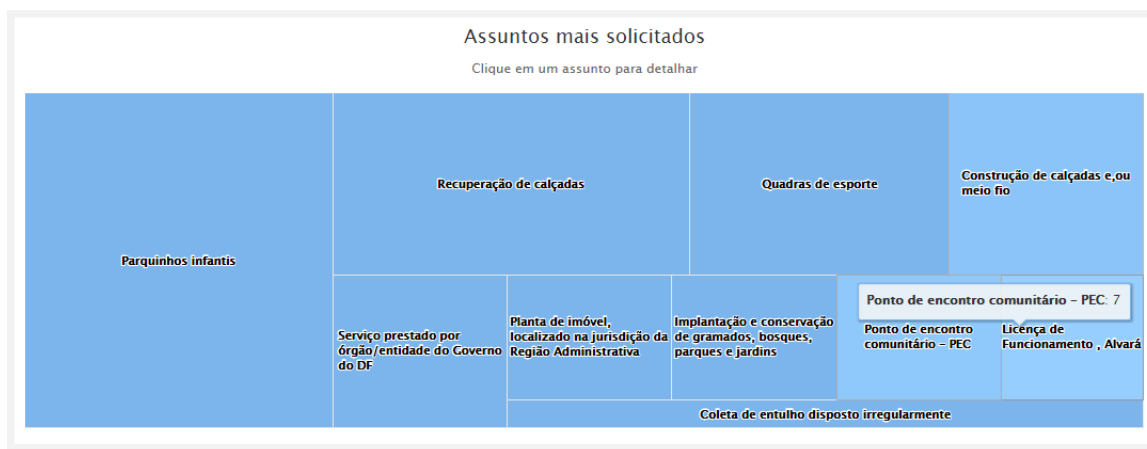 Assuntos mais solicitados
Clique em um assunto para detalhar
Parquinhos infantis
Recuperação de calçadas
Quadras de esporte
Construção de calçadas e,ou
meio fio
Serviço prestado por
órgão/entidade do Governo
do DF
Planta de imóvel,
localizado na jurisdição da
Região Administrativa
Implantação e conservação
de gramados, bosques,
parques e jardins
Ponto de encontro comunitário – PEC: 7
Ponto de encontro
comunitário – PEC
Licença de
Funcionamento , Alvará
Coleta de entulho disposto irregularmente